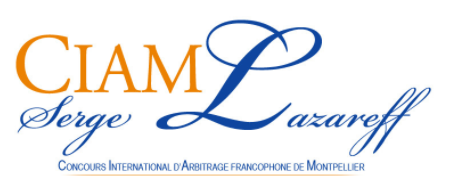 CIAM
Serge Lazareff
CONCOURS INTERNATIONAL D'ARBITRAGE FRANCOPHONE DE MONTPELLIER